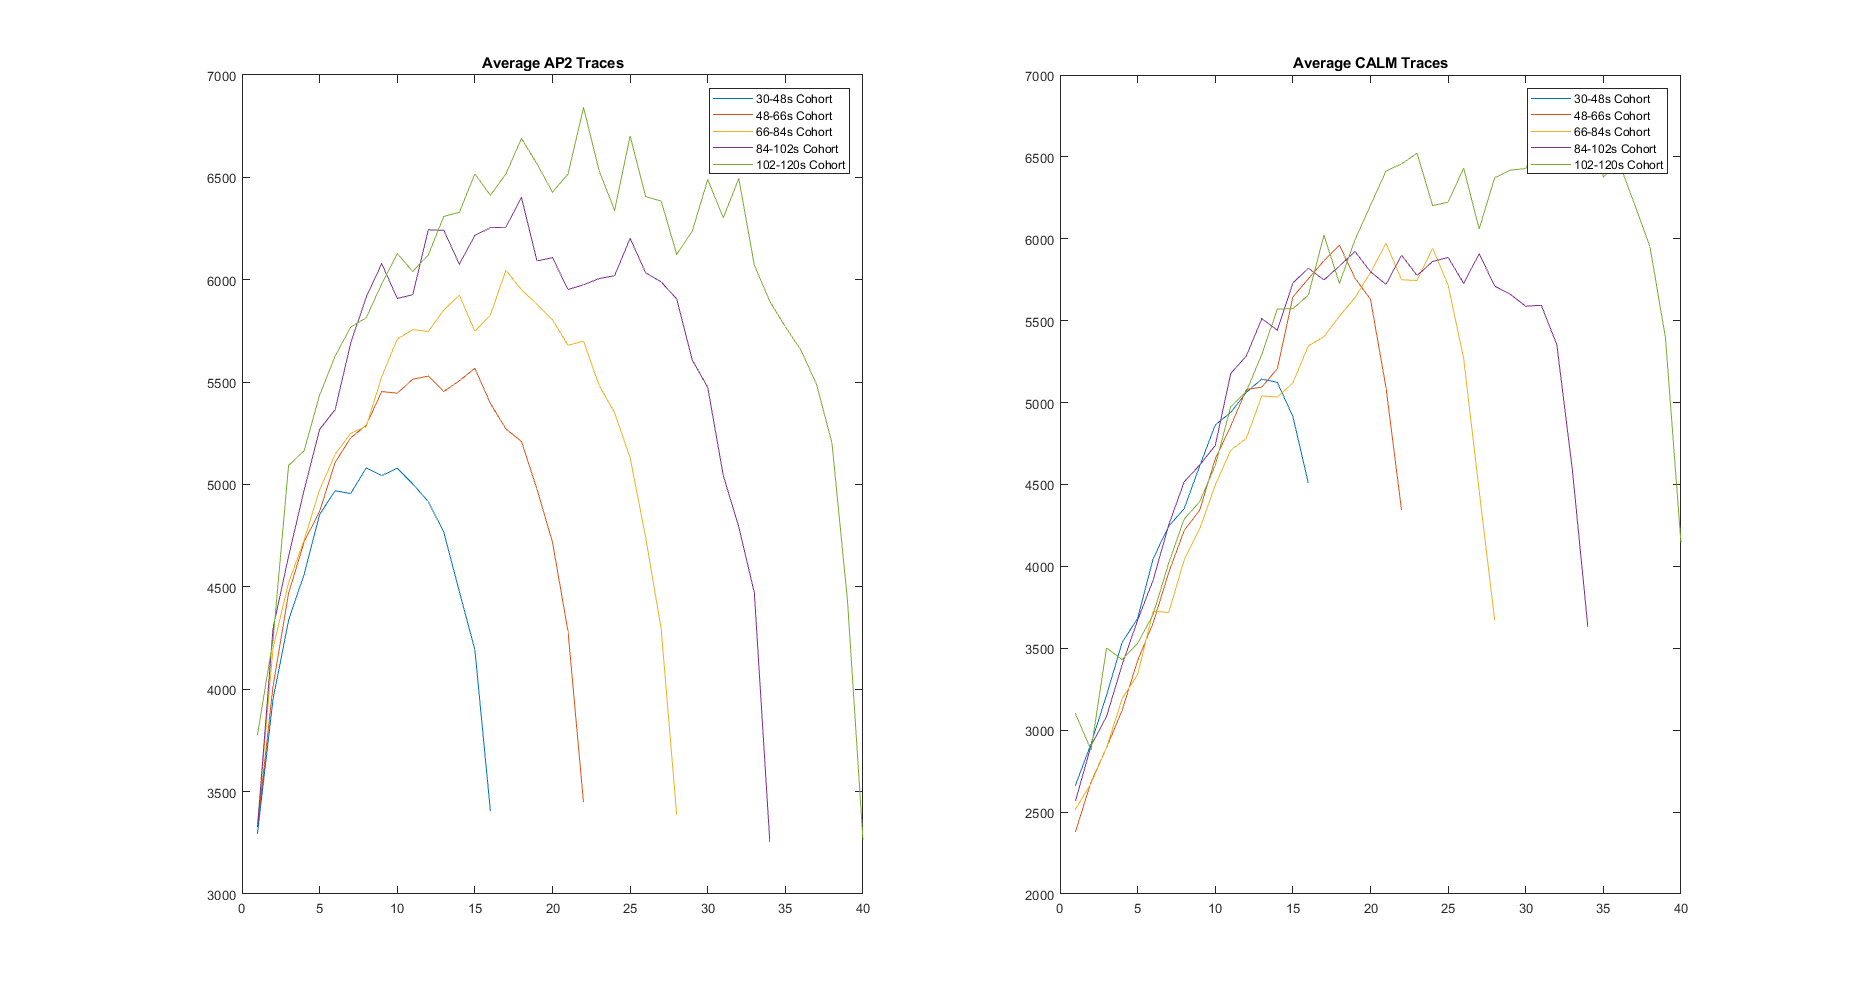 Average AP2 Traces
7000
6500
6000
5500
5000
4500
4000
3500
3000
0 5 10 15 20 25 30 35 40
30-48s Cohort
48-66s Cohort
66-84s Cohort
84-102s Cohort
102-120s Cohort
Average CALM Traces
7000
6500
6000
5500
5000
4500
4000
3500
3000
2500
2000
0 5 10 15 20 25 30 35 40
30-48s Cohort
48-66s Cohort
66-84s Cohort
84-102s Cohort
102-120s Cohort